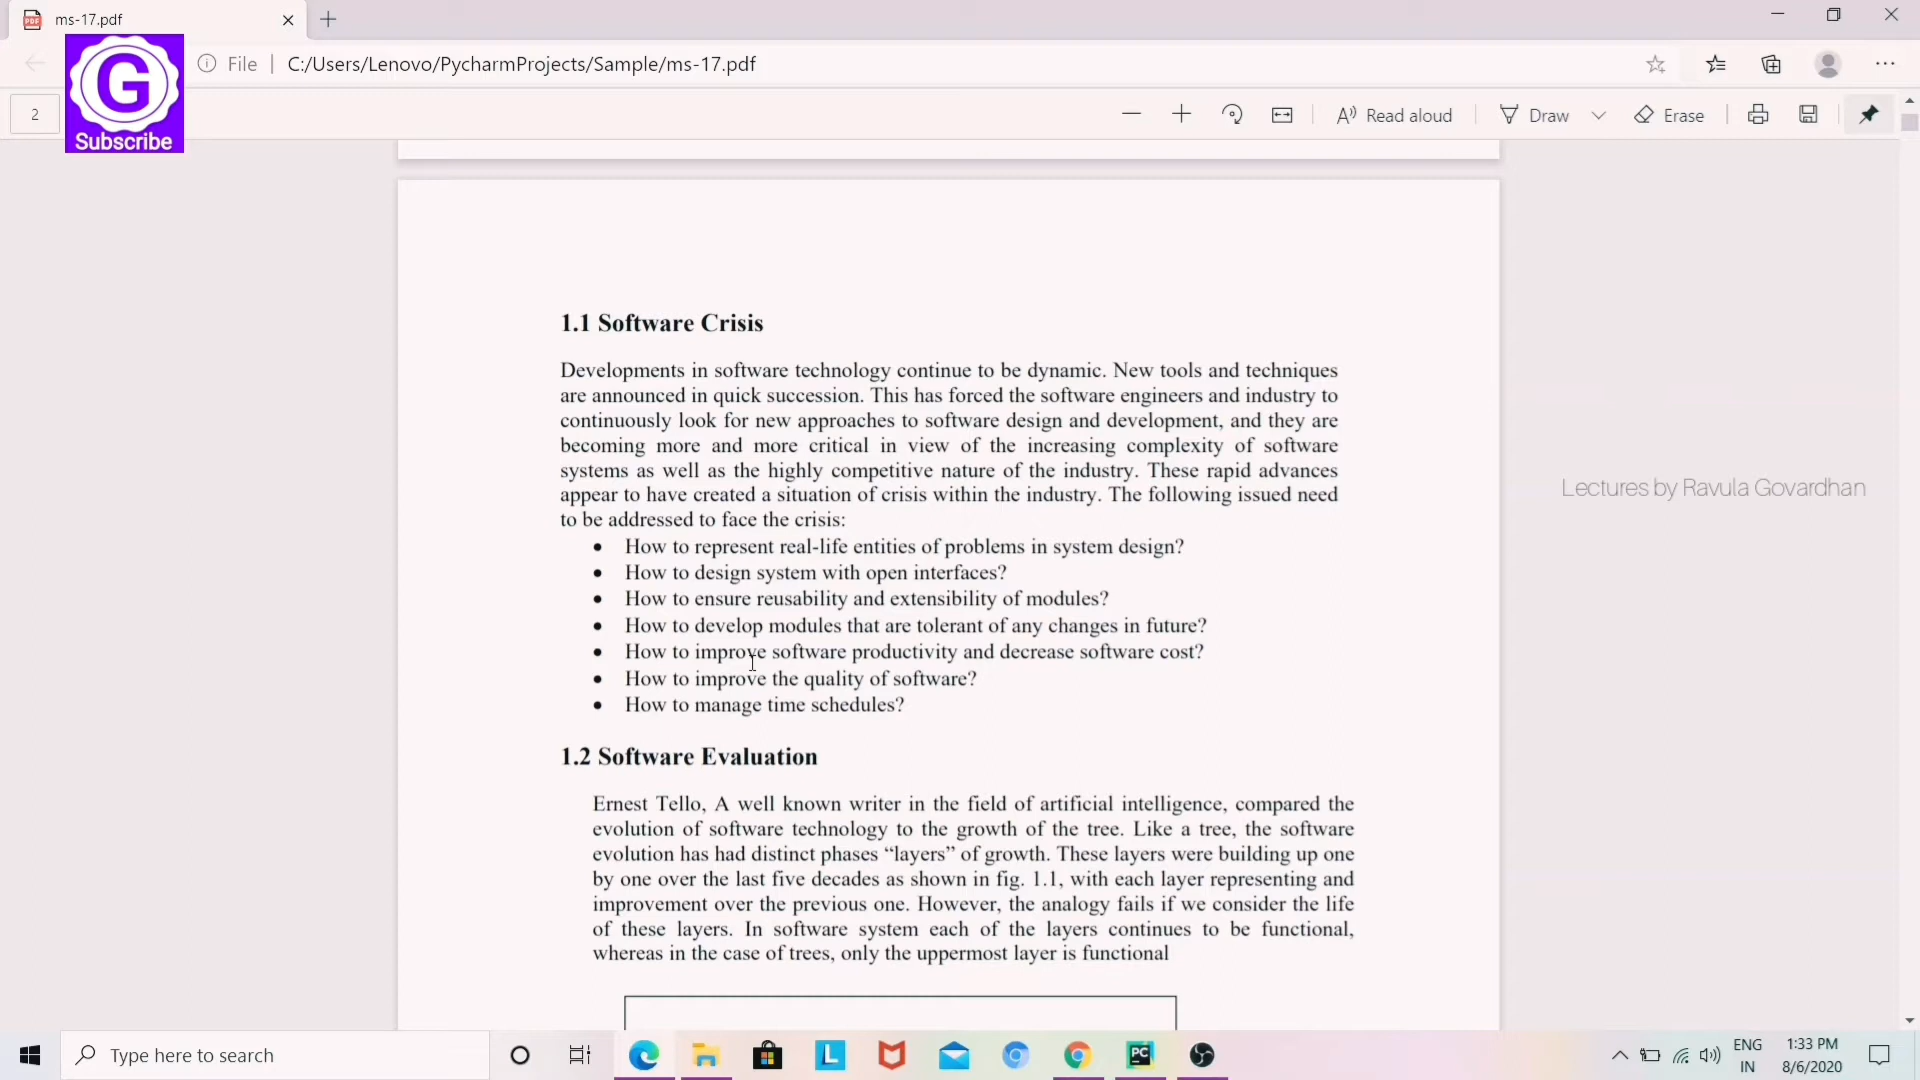 ms-17.pdf
G
Subscribe
File
C:/Users/Lenovo/PycharmProjects/Sample/ms-17.pdf
2
Read aloud
Draw
Erase
1.1 Software Crisis
Developments in software technology continue to be dynamic. New tools and techniques
are announced in quick succession. This has forced the software engineers and industry to
continuously look for new approaches to software design and development, and they are
becoming more and more critical in view of the increasing complexity of software
systems as well as the highly competitive nature of the industry. These rapid advances
appear to have created a situation of crisis within the industry. The following issued need
to be addressed to face the crisis:
• How to represent real-life entities of problems in system design?
• How to design system with open interfaces?
• How to ensure reusability and extensibility of modules?
• How to develop modules that are tolerant of any changes in future?
• How to improve software productivity and decrease software cost?
• How to improve the quality of software?
• How to manage time schedules?
Lectures by Ravula Govardhan
1.2 Software Evaluation
Ernest Tello, A well known writer in the field of artificial intelligence, compared the
evolution of software technology to the growth of the tree. Like a tree, the software
evolution has had distinct phases “layers” of growth. These layers were building up one
by one over the last five decades as shown in fig. 1.1, with each layer representing and
improvement over the previous one. However, the analogy fails if we consider the life
of these layers. In software system each of the layers continues to be functional,
whereas in the case of trees, only the uppermost layer is functional
Type here to search
L
PC
ENG
IN
1:33 PM
8/6/2020